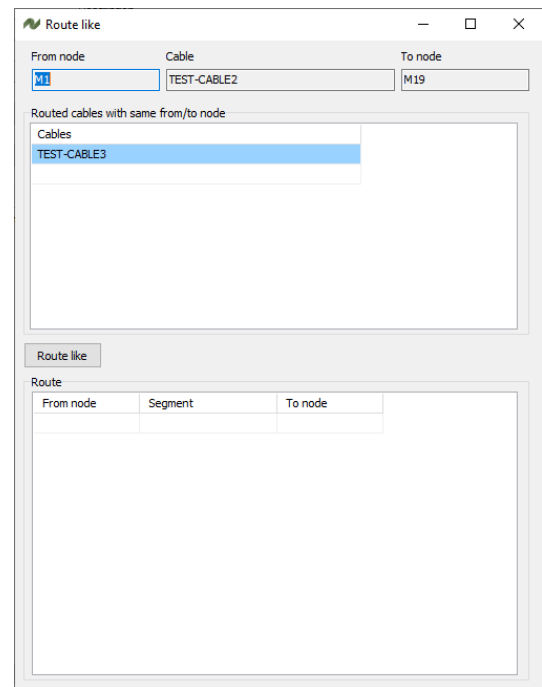 Route like
From node Cable To node
M1 TEST-CABLE2 M19
Routed cables with same from/to node
Cables
TEST-CABLE3
Route like
Route
From node Segment To node